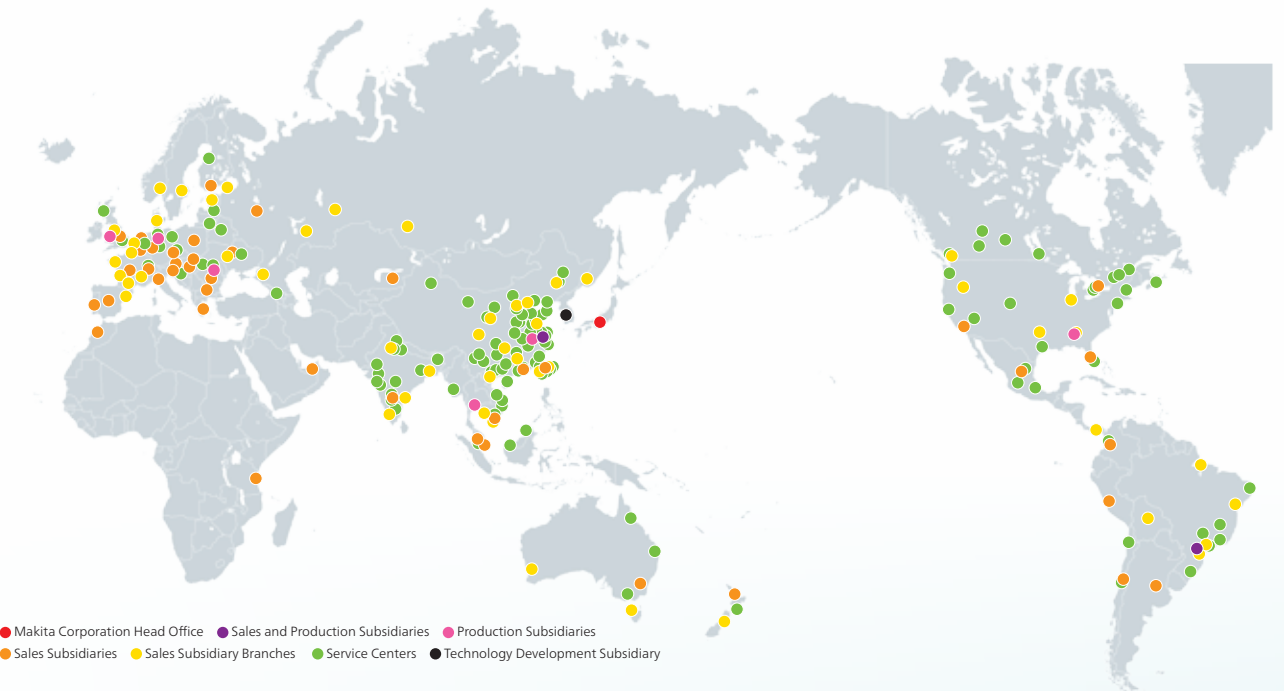 Makita Corporation Head Office Sales and Production Subsidiaries Production Subsidiaries
Sales Subsidiaries Sales Subsidiary Branches Service Centers Technology Development Subsidiary